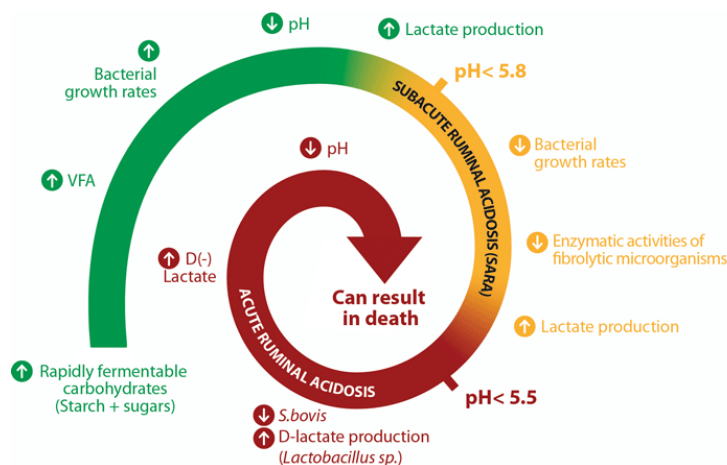 Rapidly fermentable
carbohydrates
(Starch + sugars)
VFA
Bacterial
growth rates
pH
Lactate production
pH< 5.8
SUBACUTE RUMINAL ACIDOSIS (SARA)
Bacterial
growth rates
Enzymatic activities of
fibrolytic microorganisms
Lactate production
pH< 5.5
ACUTE RUMINAL ACIDOSIS
S.bovis
D-lactate production
(Lactobacillus sp.)
D(-)
Lactate
pH
Can result
in death